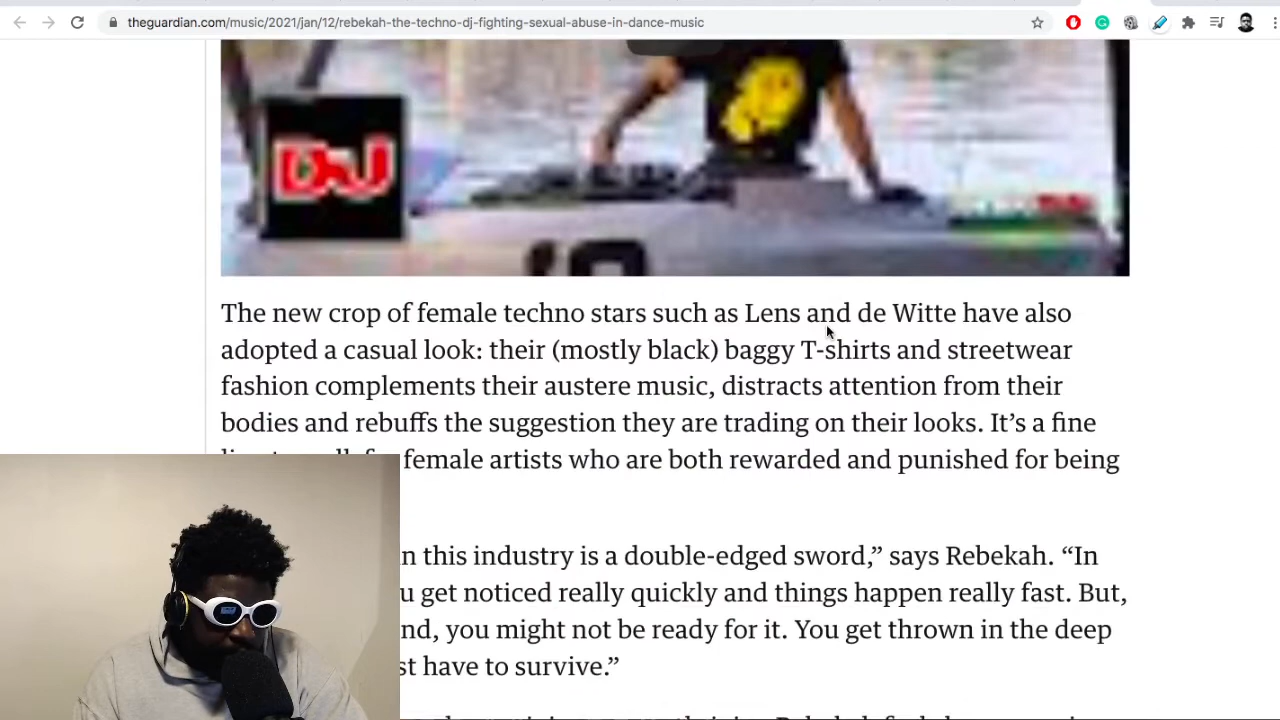 theguardian.com/music/2021/jan/12/rebekah-the-techno-dj-fighting-sexual-abuse-in-dance-music
DJ
The new crop of female techno stars such as Lens and de Witte have also
adopted a casual look: their (mostly black) baggy T-shirts and streetwear
fashion complements their austere music, distracts attention from their
bodies and rebuffs the suggestion they are trading on their looks. It’s a fine
female artists who are both rewarded and punished for being
n this industry is a double-edged sword,” says Rebekah. “In
u get noticed really quickly and things happen really fast. But,
nd, you might not be ready for it. You get thrown in the deep
st have to survive.”